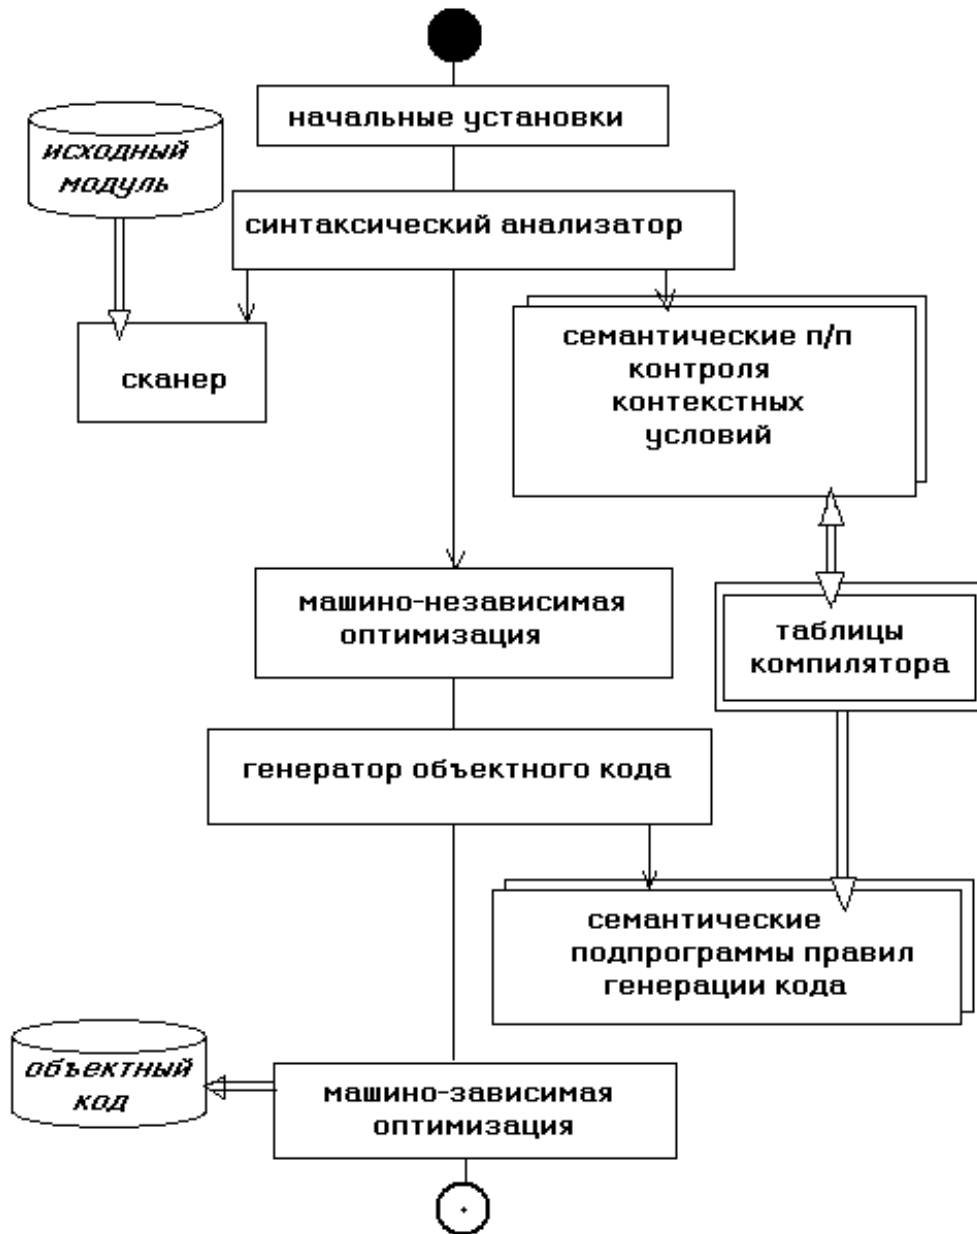 начальные установки
исходный
модуль
синтаксический анализатор
сканер
семантические п/п
контроля
контекстных
условий
машино-независимая
оптимизация
таблицы
компилятора
генератор объектного кода
семантические
подпрограммы правил
генерации кода
объектный
код
машино-зависимая
оптимизация